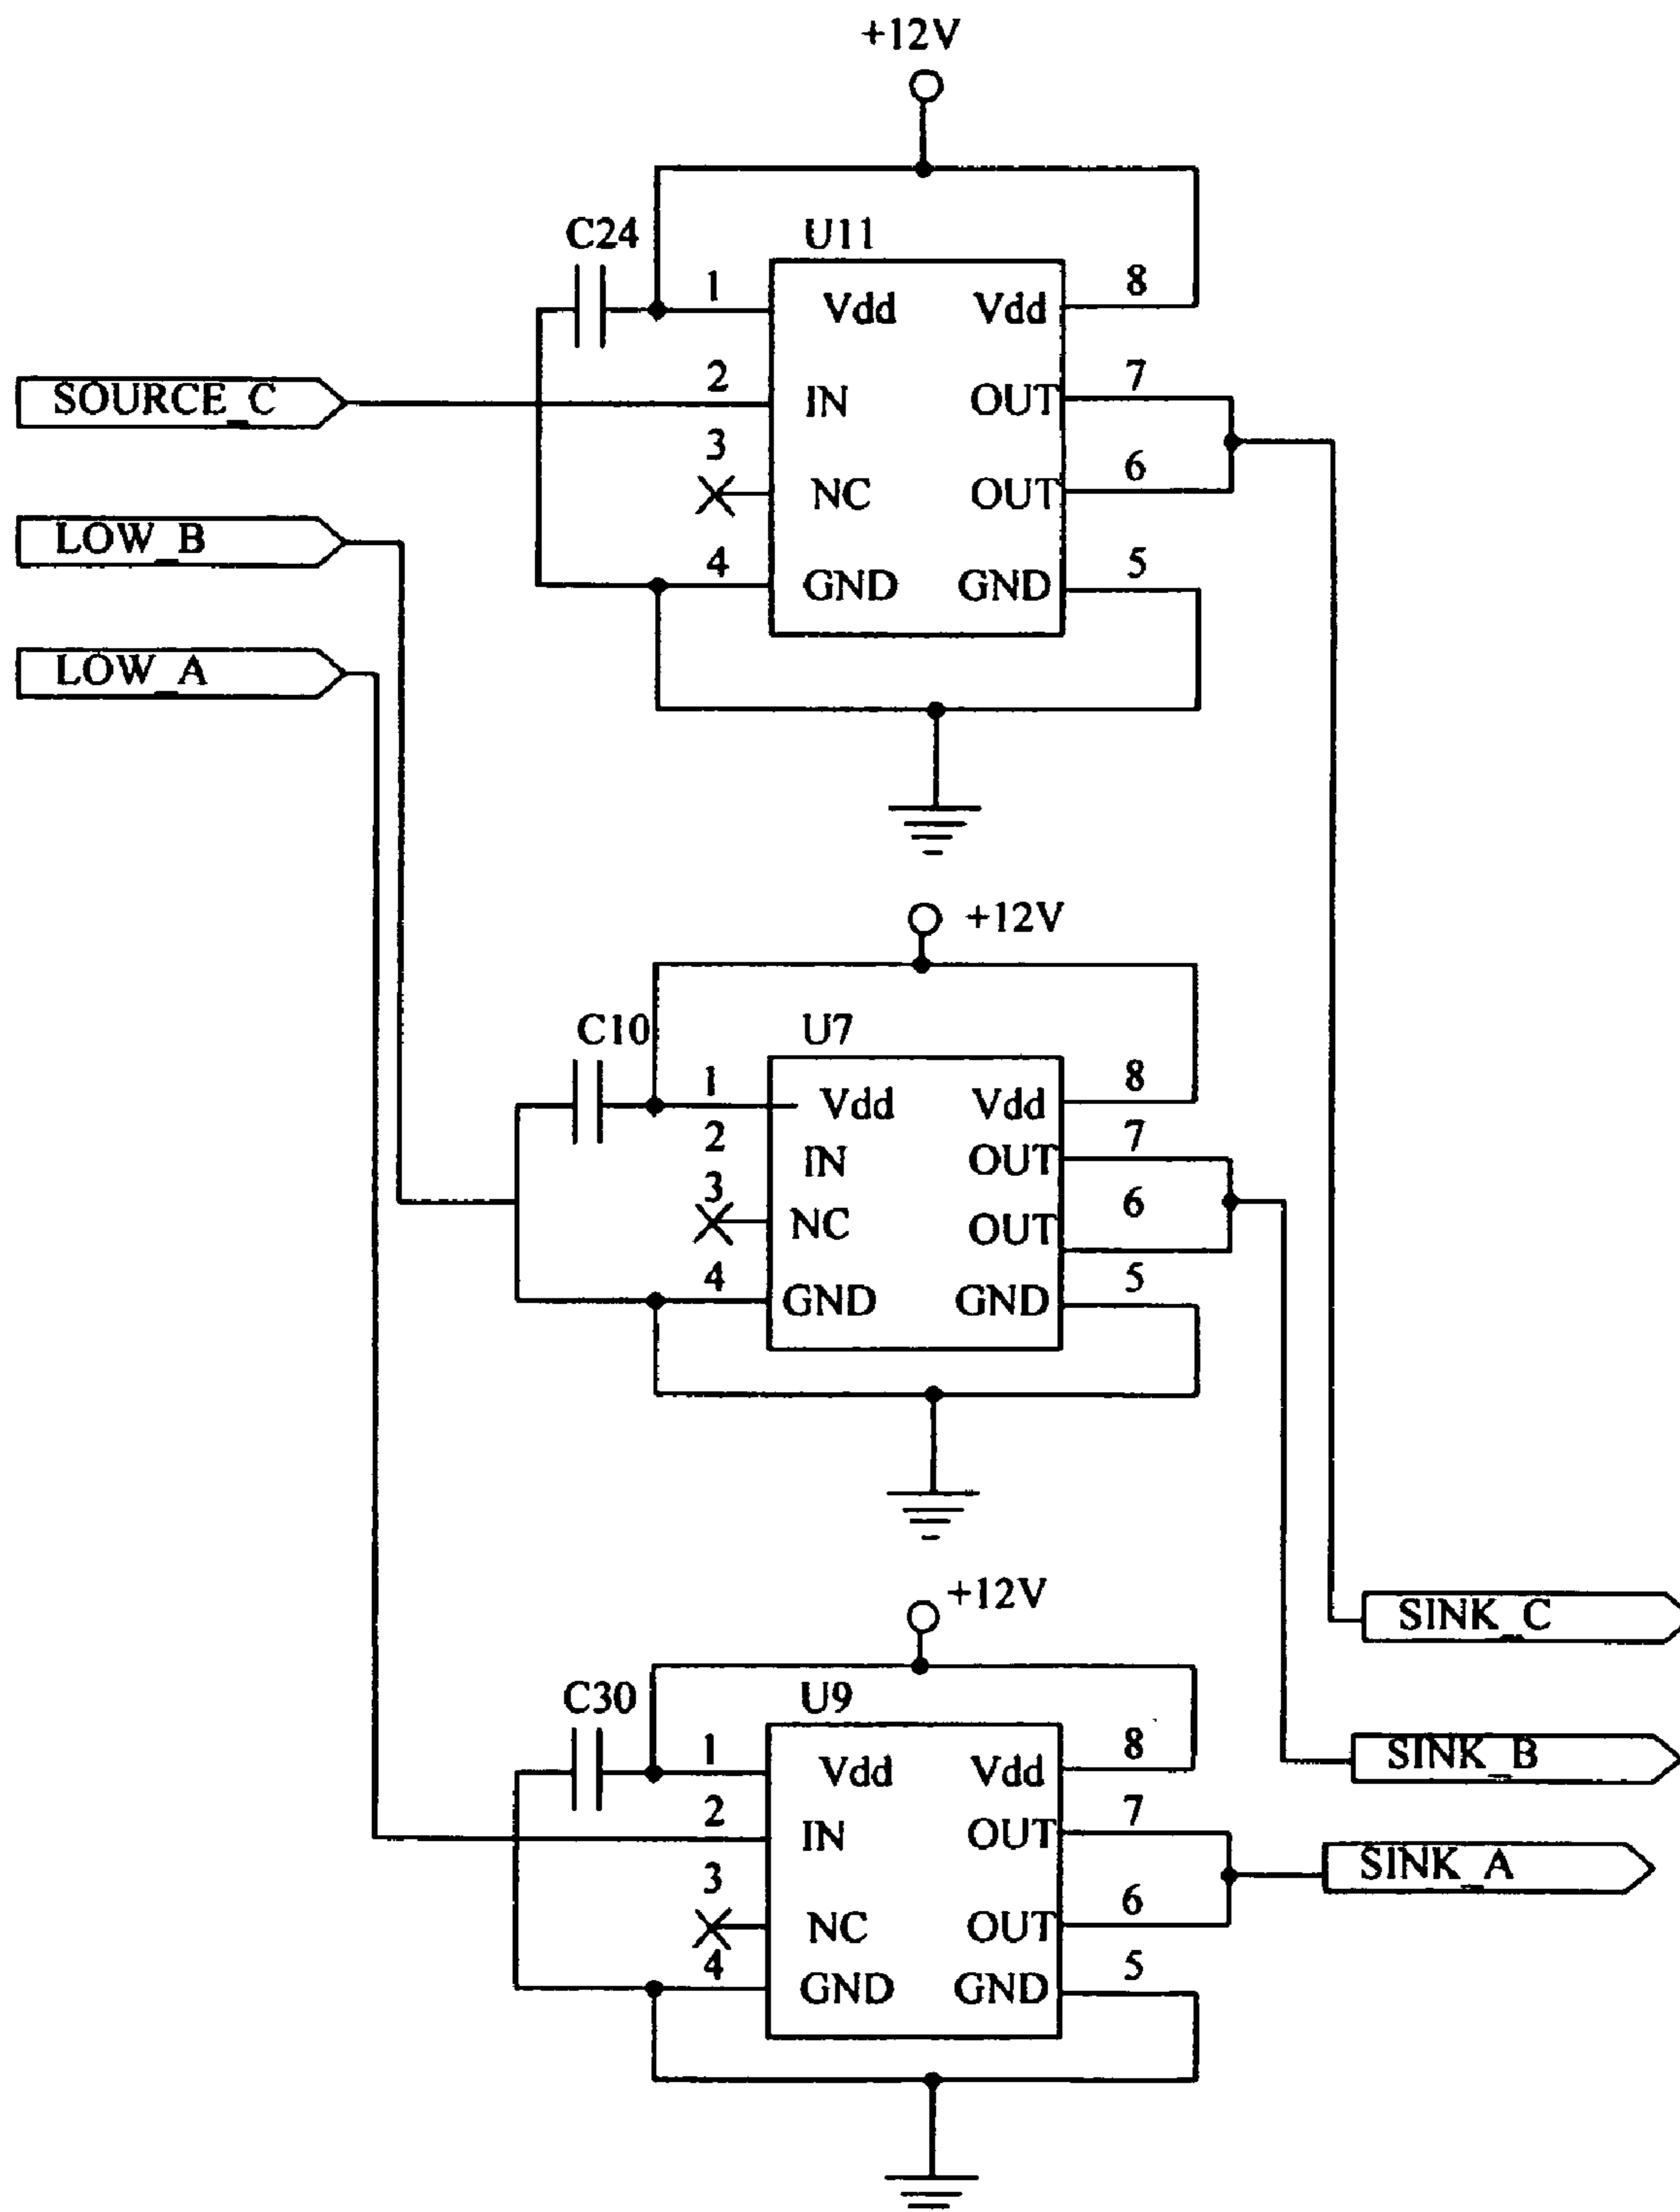 +12V
C24
U11
1 Vdd Vdd 8
2 IN OUT 7
3 NC OUT 6
4 GND GND 5
SOURCE_C
LOW_B
LOW_A
+12V
C10
U7
1 Vdd Vdd 8
2 IN OUT 7
3 NC OUT 6
4 GND GND 5
+12V
C30
U9
1 Vdd Vdd 8
2 IN OUT 7
3 NC OUT 6
4 GND GND 5
SINK_C
SINK_B
SINK_A